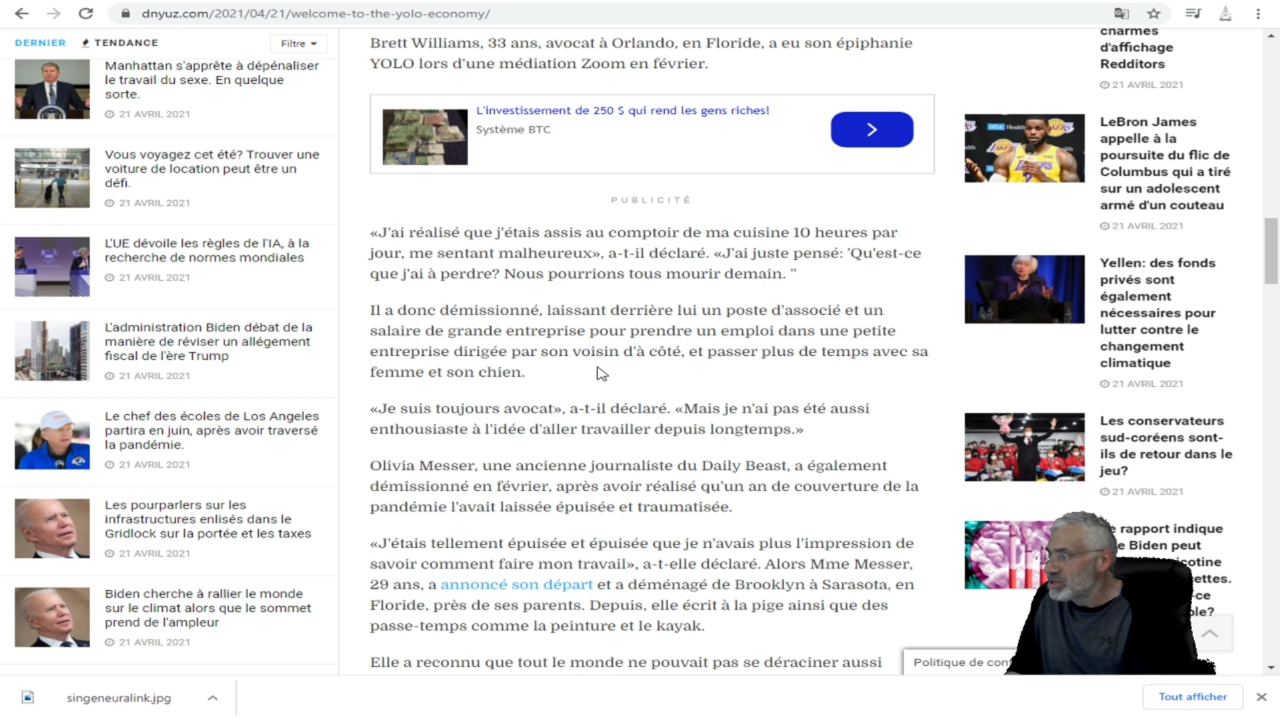 dnyuz.com/2021/04/21/welcome-to-the-yolo-economy/
DERNIER
TENDANCE
Filtre
Manhattan s'apprête à dépénaliser
le travail du sexe. En quelque
sorte.
21 AVRIL 2021
Vous voyagez cet été? Trouver une
voiture de location peut être un
défi.
21 AVRIL 2021
L'UE dévoile les règles de l'IA, à la
recherche de normes mondiales
21 AVRIL 2021
L'administration Biden débat de la
manière de réviser un allégement
fiscal de l'ère Trump
21 AVRIL 2021
Le chef des écoles de Los Angeles
partira en juin, après avoir traversé
la pandémie.
21 AVRIL 2021
Les pourparlers sur les
infrastructures enlisés dans le
Gridlock sur la portée et les taxes
21 AVRIL 2021
Biden cherche à rallier le monde
sur le climat alors que le sommet
prend de l'ampleur
21 AVRIL 2021
Brett Williams, 33 ans, avocat à Orlando, en Floride, a eu son épiphanie
YOLO lors d'une médiation Zoom en février.
L'investissement de 250 $ qui rend les gens riches!
Système BTC
PUBLICITÉ
«J'ai réalisé que j'étais assis au comptoir de ma cuisine 10 heures par
jour, me sentant malheureux», a-t-il déclaré. «J'ai juste pensé: 'Qu'est-ce
que j'ai à perdre? Nous pourrions tous mourir demain. "
Il a donc démissionné, laissant derrière lui un poste d'associé et un
salaire de grande entreprise pour prendre un emploi dans une petite
entreprise dirigée par son voisin d'à côté, et passer plus de temps avec sa
femme et son chien.
«Je suis toujours avocat», a-t-il déclaré. «Mais je n'ai pas été aussi
enthousiaste à l'idée d'aller travailler depuis longtemps.»
Olivia Messer, une ancienne journaliste du Daily Beast, a également
démissionné en février, après avoir réalisé qu'un an de couverture de la
pandémie l'avait laissée épuisée et traumatisée.
«J'étais tellement épuisée et épuisée que je n'avais plus l'impression de
savoir comment faire mon travail», a-t-elle déclaré. Alors Mme Messer,
29 ans, a annoncé son départ et a déménagé de Brooklyn à Sarasota, en
Floride, près de ses parents. Depuis, elle écrit à la pige ainsi que des
passe-temps comme la peinture et le kayak.
Elle a reconnu que tout le monde ne pouvait pas se déraciner aussi
charmes
d'affichage
Redditors
21 AVRIL 2021
LeBron James
appelle à la
poursuite du flic de
Columbus qui a tiré
sur un adolescent
armé d'un couteau
21 AVRIL 2021
Yellen: des fonds
privés sont
également
nécessaires pour
lutter contre le
changement
climatique
21 AVRIL 2021
Les conservateurs
sud-coréens sont-
ils de retour dans le
jeu?
21 AVRIL 2021
rapport indique
Biden peut
Politique de
singeneuralink.jpg
Tout afficher